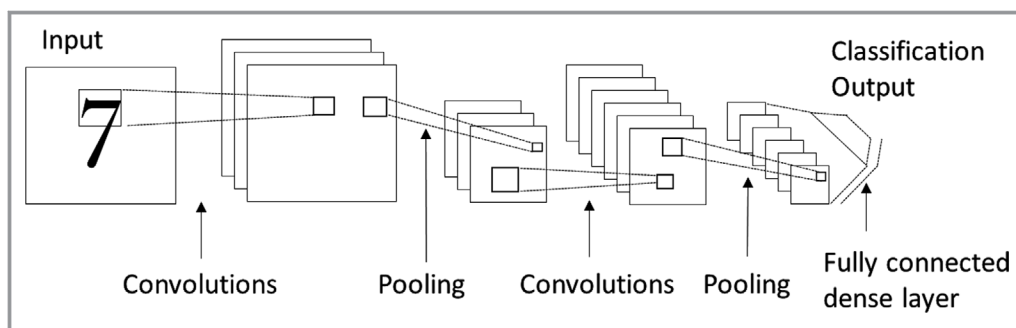 Input
7
Classification
Output
Convolutions
Pooling
Convolutions
Pooling
Fully connected
dense layer